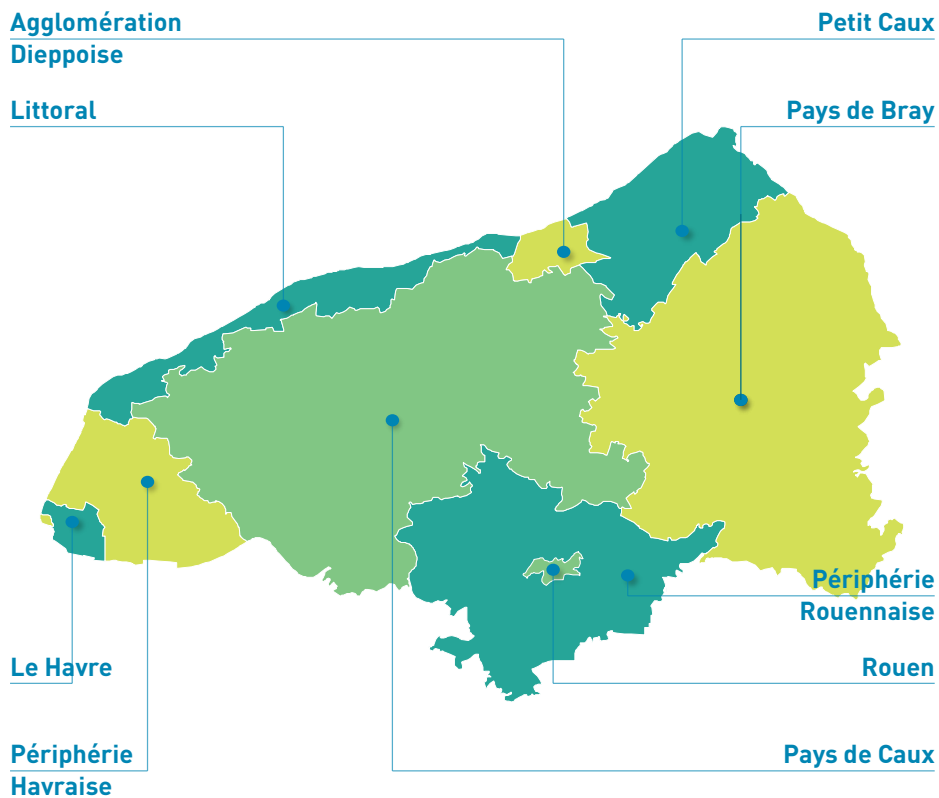 Agglomération
Dieppoise
Petit Caux
Littoral
Pays de Bray
Périphérie
Rouennaise
Le Havre
Rouen
Périphérie
Havraise
Pays de Caux